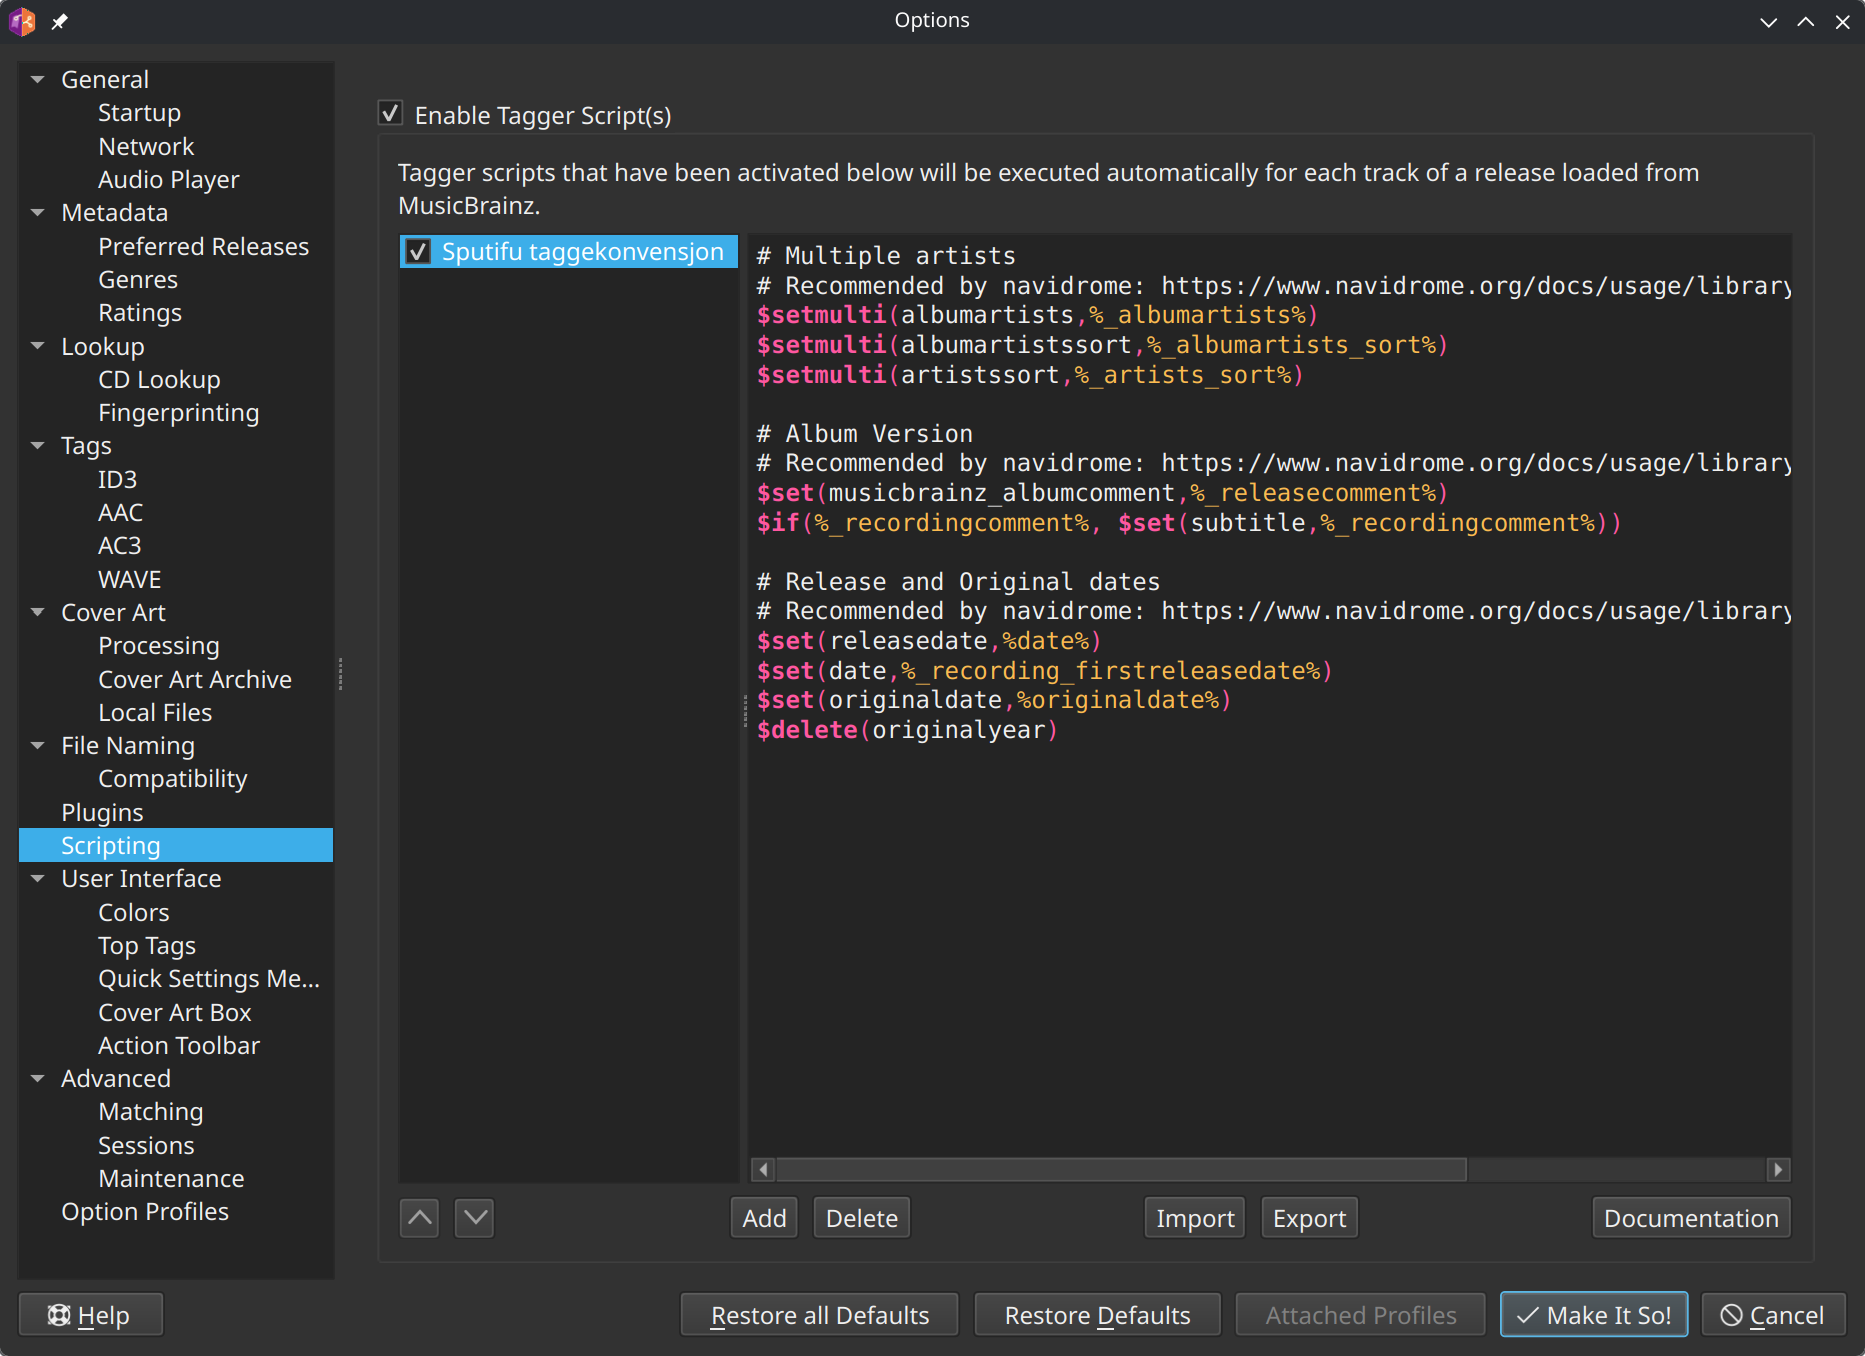 Options
General
Startup
Network
Audio Player
Metadata
Preferred Releases
Genres
Ratings
Lookup
CD Lookup
Fingerprinting
Tags
ID3
AAC
AC3
WAVE
Cover Art
Processing
Cover Art Archive
Local Files
File Naming
Compatibility
Plugins
Scripting
User Interface
Colors
Top Tags
Quick Settings Me...
Cover Art Box
Action Toolbar
Advanced
Matching
Sessions
Maintenance
Option Profiles
Enable Tagger Script(s)
Tagger scripts that have been activated below will be executed automatically for each track of a release loaded from
MusicBrainz.
Sputifu taggekonvensjon
# Multiple artists
# Recommended by navidrome: https://www.navidrome.org/docs/usage/library
$setmulti(albumartists,%_albumartists%)
$setmulti(albumartistssort,%_albumartists_sort%)
$setmulti(artistssort,%_artists_sort%)
# Album Version
# Recommended by navidrome: https://www.navidrome.org/docs/usage/library
$set(musicbrainz_albumcomment,%_releasecomment%)
$if(%_recordingcomment%, $set(subtitle,%_recordingcomment%))
# Release and Original dates
# Recommended by navidrome: https://www.navidrome.org/docs/usage/library
$set(releasedate,%date%)
$set(date,%_recording_firstreleasedate%)
$set(originaldate,%originaldate%)
$delete(originalyear)
Add
Delete
Import
Export
Documentation
Help
Restore all Defaults
Restore Defaults
Attached Profiles
Make It So!
Cancel